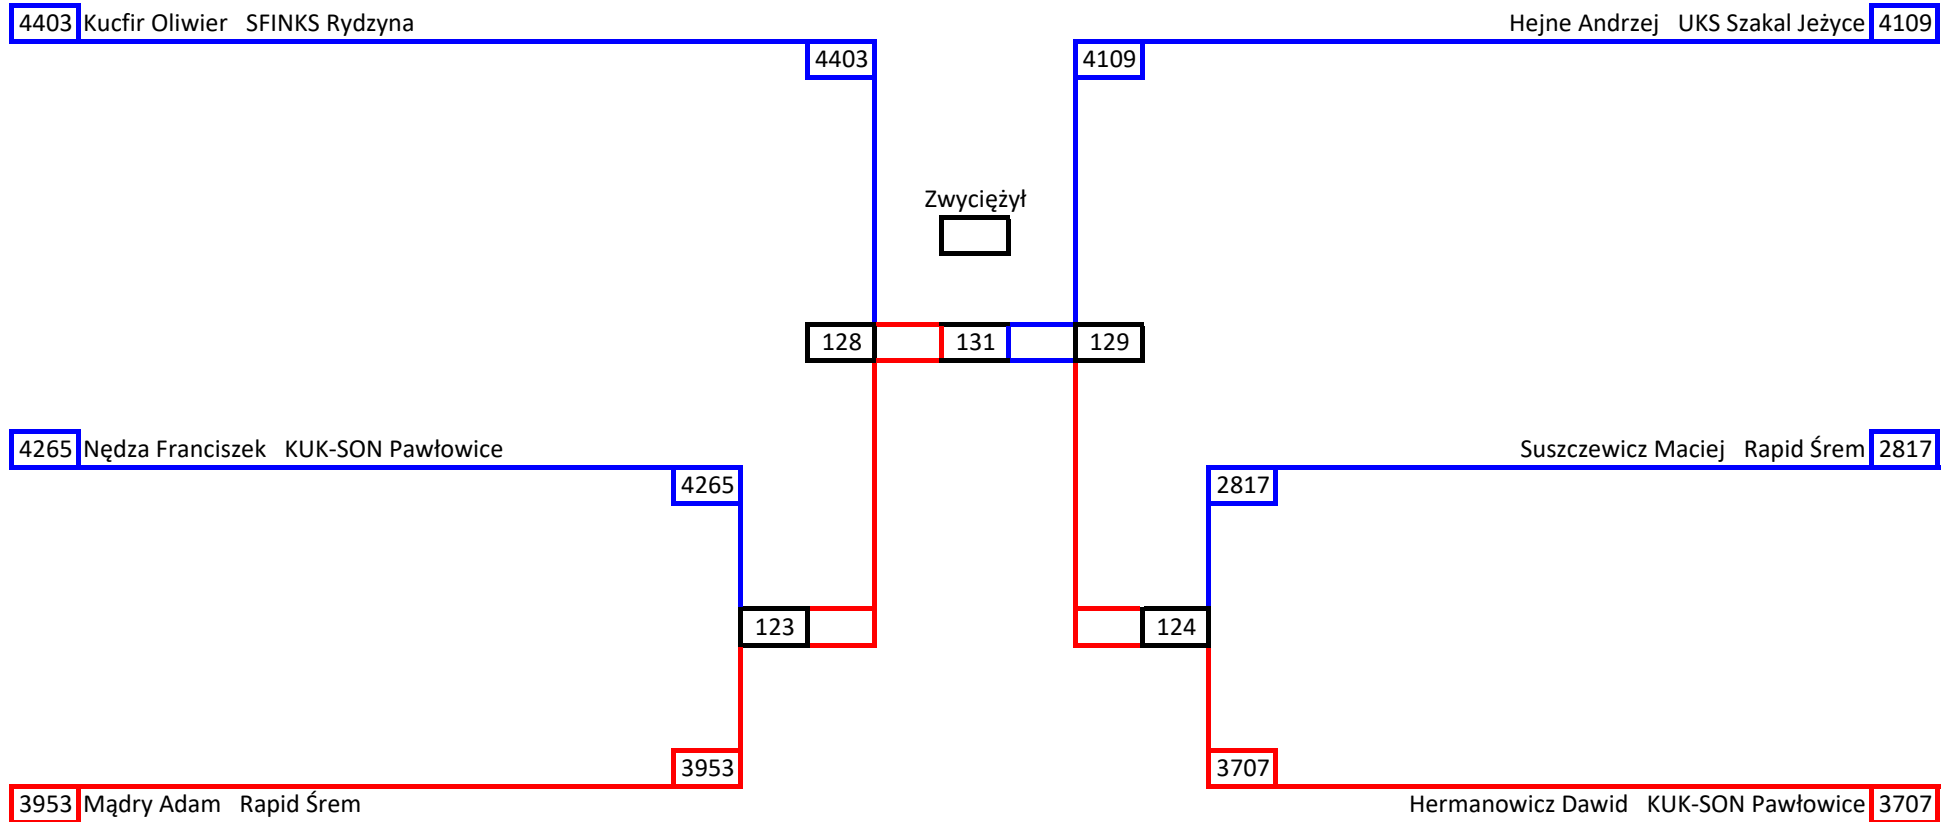 4403 Kucfir Oliwier SFINKS Rydzyna
Hejne Andrzej UKS Szakal Jeżyce 4109
4403
4109
Zwyciężył
128
131
129
4265 Nędza Franciszek KUK-SON Pawłowice
Suszczewicz Maciej Rapid Śrem 2817
4265
2817
123
124
3953
3707
3953 Mądry Adam Rapid Śrem
Hermanowicz Dawid KUK-SON Pawłowice 3707